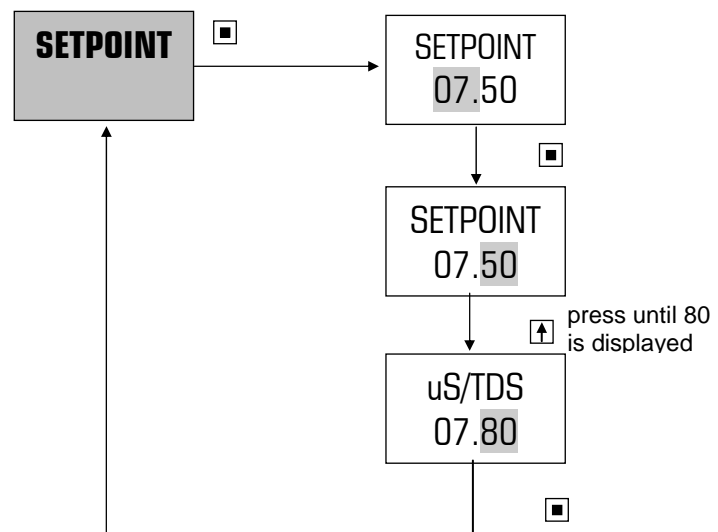 SETPOINT
SETPOINT
07.50
SETPOINT
07.50
press until 80
is displayed
uS/TDS
07.80